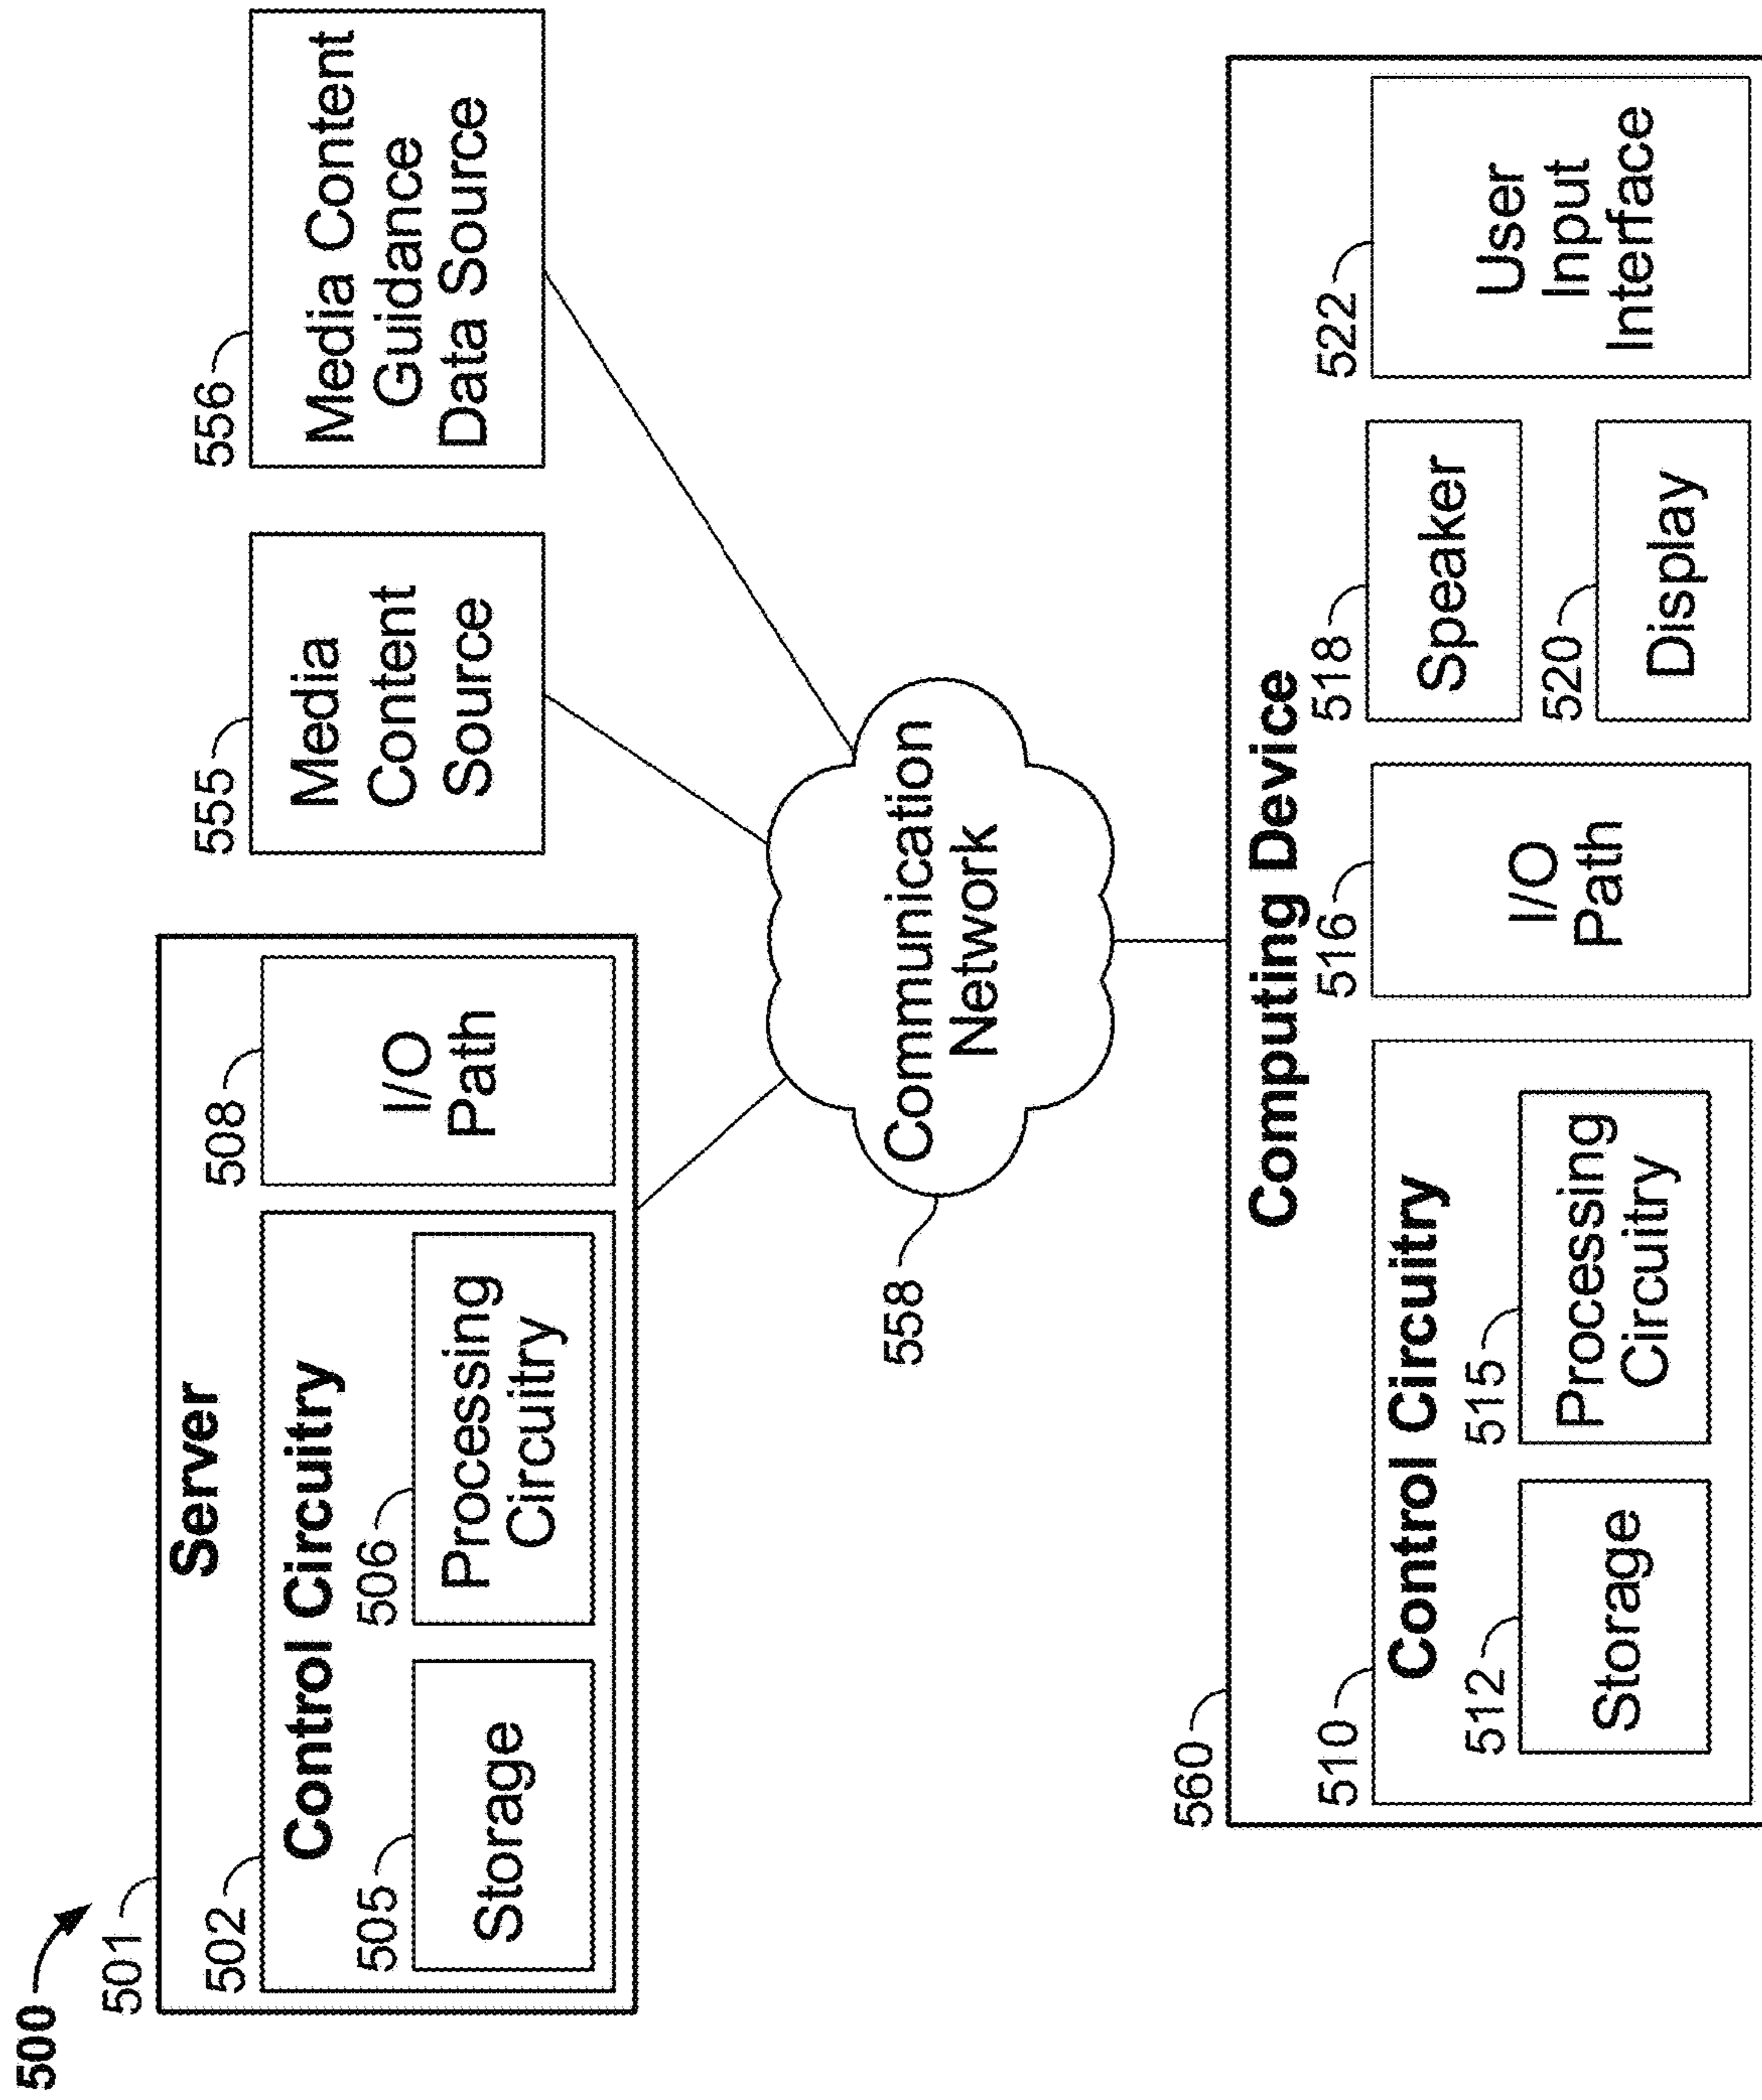 500
501
Server
502
Control Circuitry
505
Storage
506
Processing
Circuitry
508
I/O
Path
555
Media
Content
Source
556
Media Content
Guidance
Data Source
558
Communication
Network
560
Computing Device
510
Control Circuitry
512
Storage
515
Processing
Circuitry
516
I/O
Path
518
Speaker
520
Display
522
User
Input
Interface